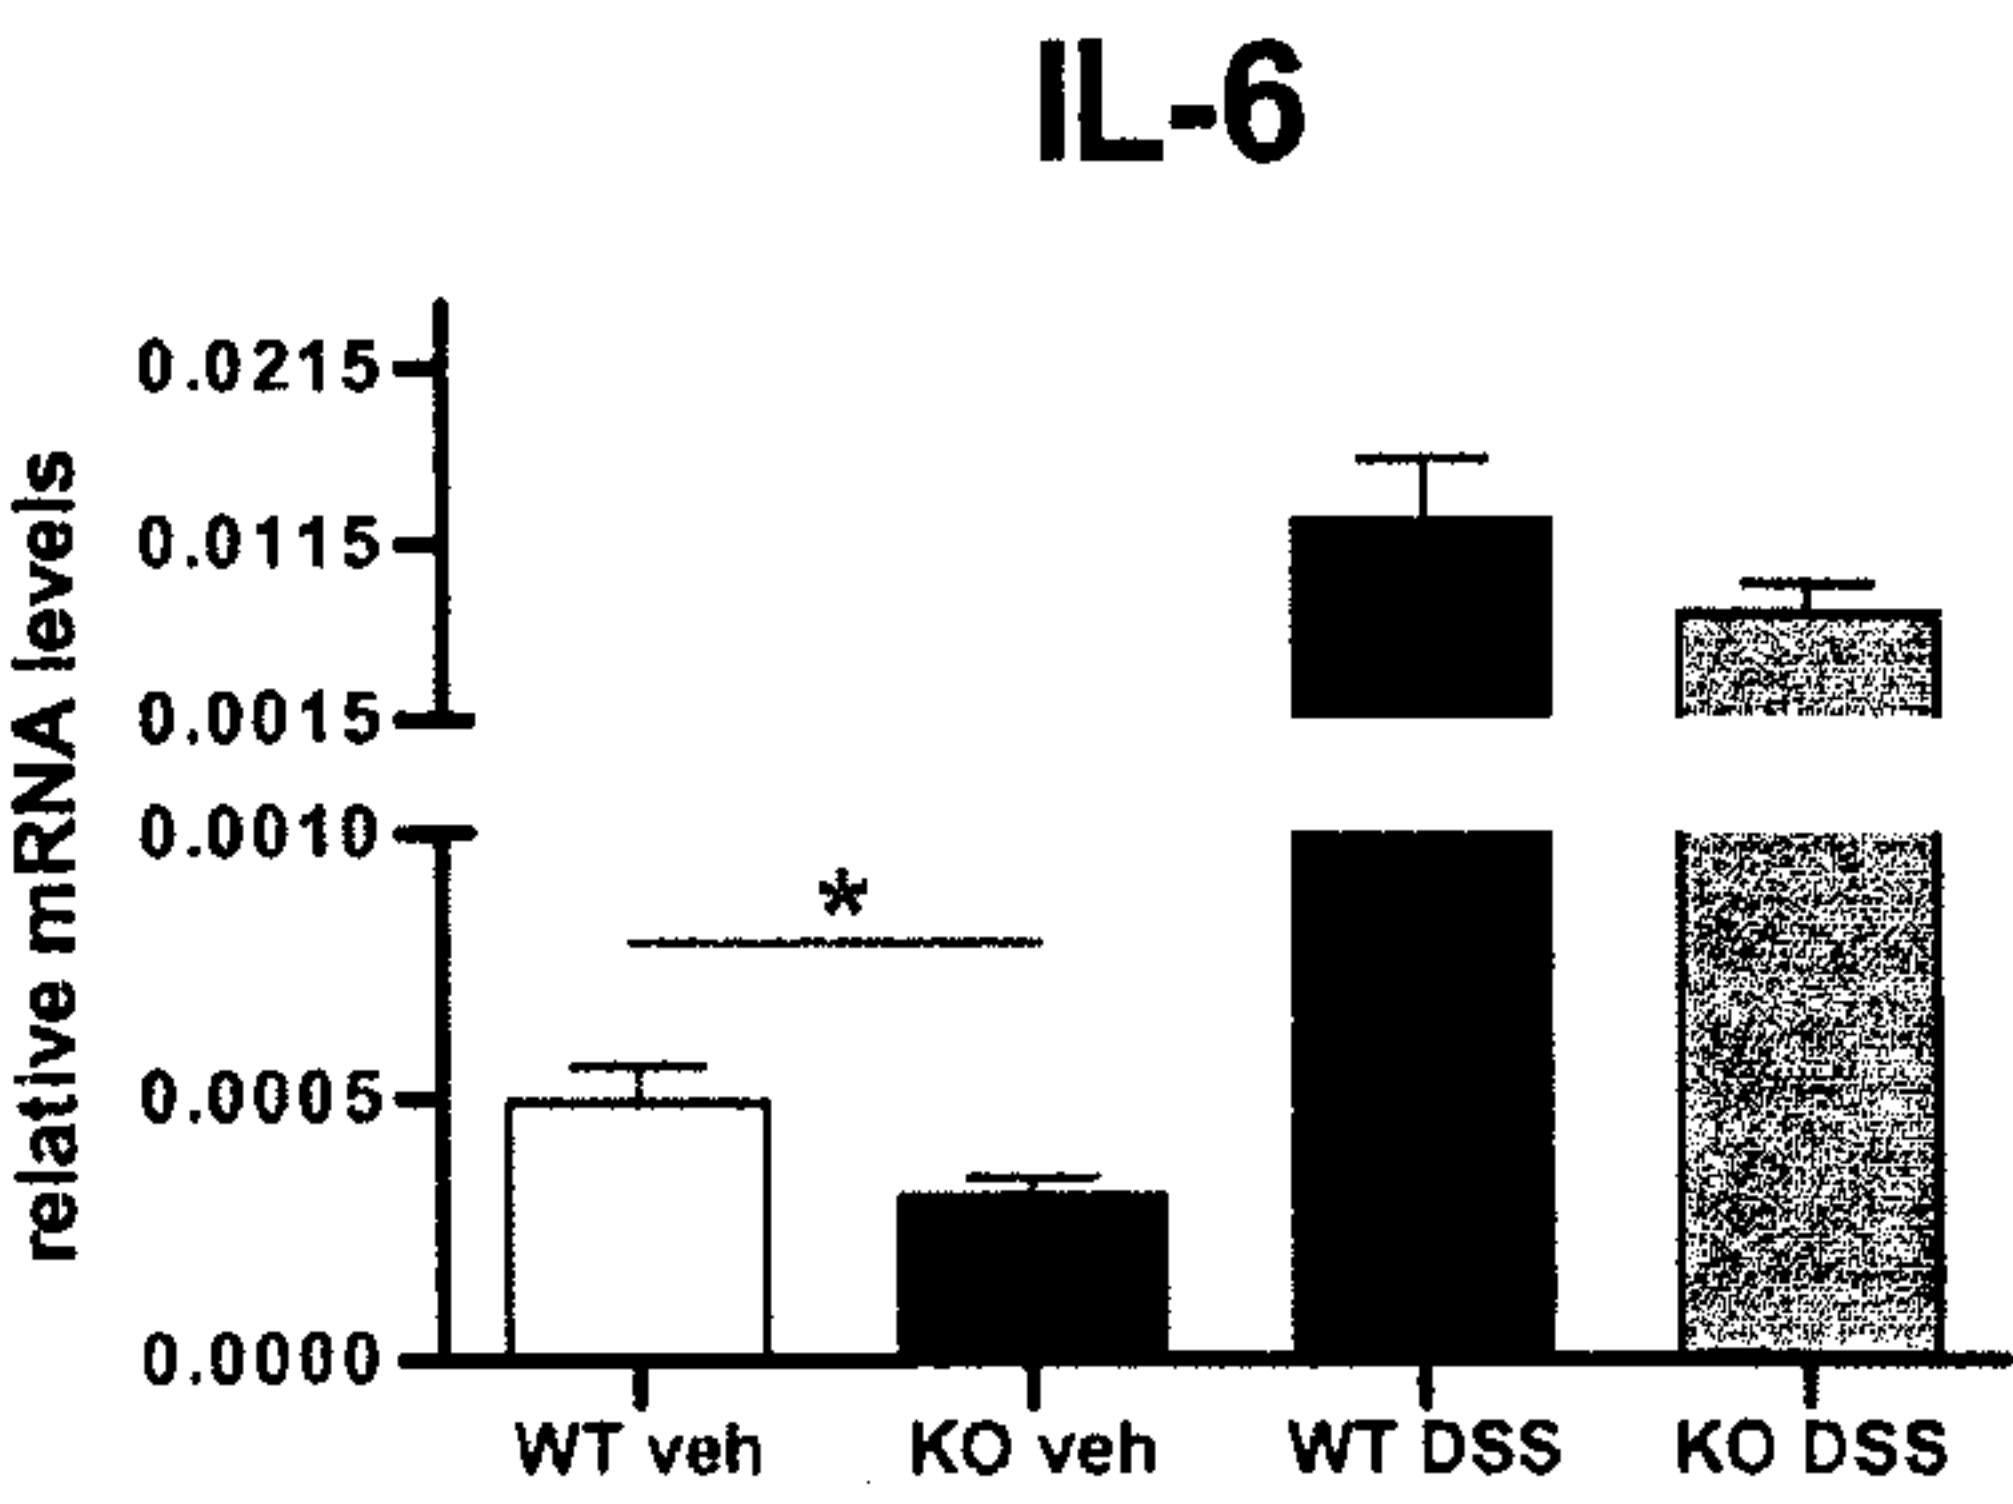 IL-6
relative mRNA levels
0.0215
0.0115
0.0015
0.0010
0.0005
0.0000
*
WT veh
KO veh
WT DSS
KO DSS